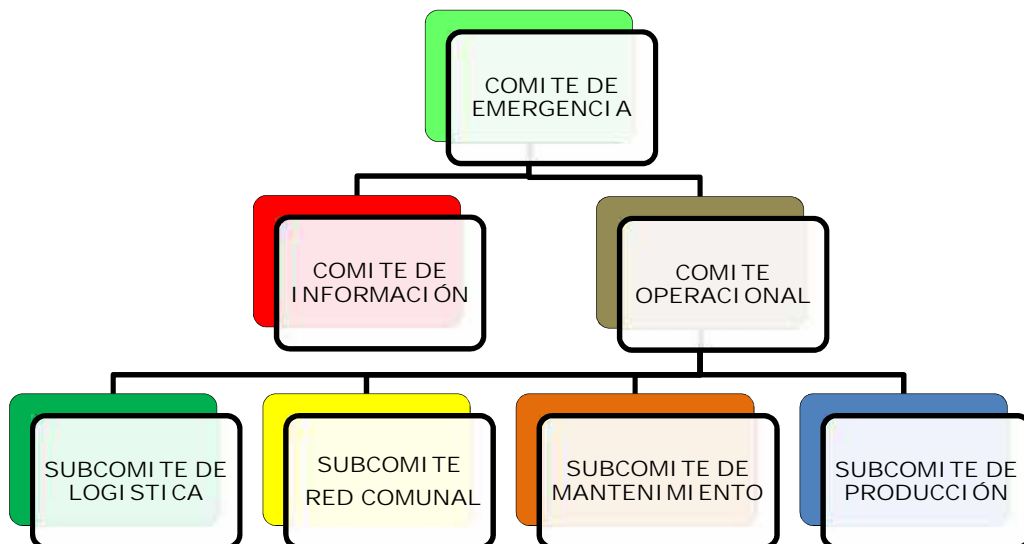 COMITE DE
EMERGENCIA
COMITE DE
INFORMACIÓN
COMITE
OPERACIONAL
SUBCOMITE DE
LOGISTICA
SUBCOMITE
RED COMUNAL
SUBCOMITE DE
MANTENIMIENTO
SUBCOMITE DE
PRODUCCIÓN